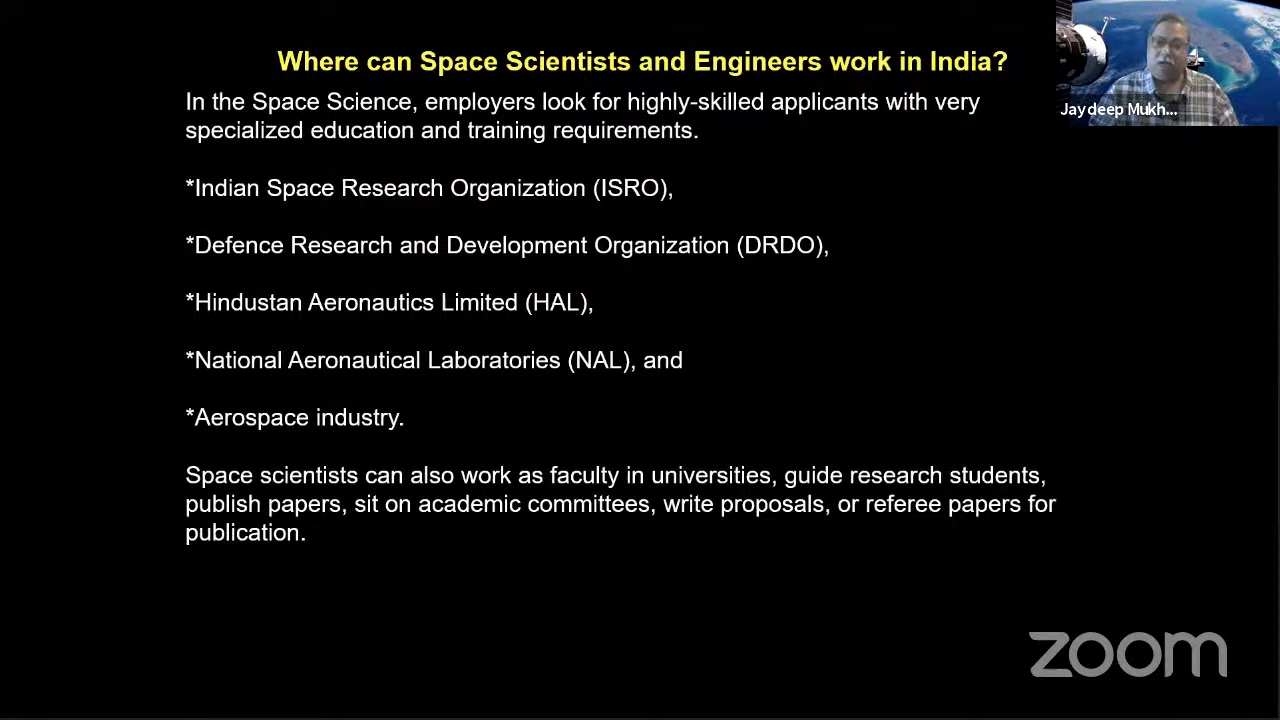 Where can Space Scientists and Engineers work in India?
In the Space Science, employers look for highly-skilled applicants with very
specialized education and training requirements.
*Indian Space Research Organization (ISRO),
*Defence Research and Development Organization (DRDO),
*Hindustan Aeronautics Limited (HAL),
*National Aeronautical Laboratories (NAL), and
*Aerospace industry.
Space scientists can also work as faculty in universities, guide research students,
publish papers, sit on academic committees, write proposals, or referee papers for
publication.
Jaydeep Mukh...
zoom